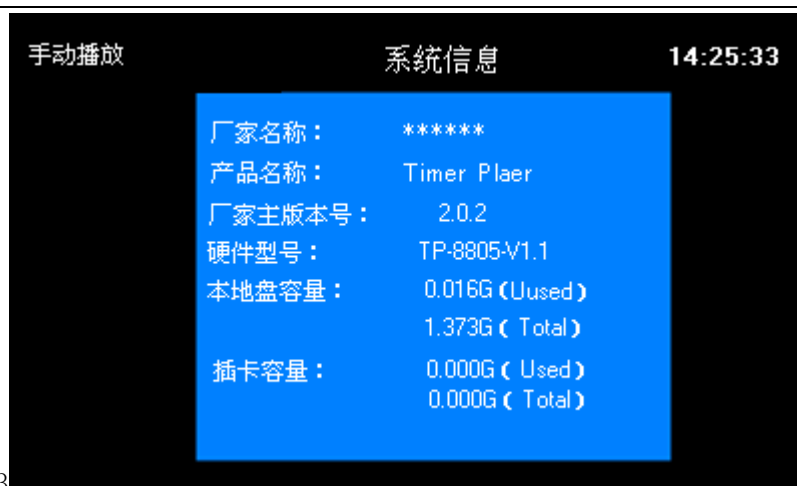 手动播放 系统信息 14:25:33
厂家名称： ******
产品名称： Timer Plaer
厂家主版本号： 2.0.2
硬件型号： TP-8805-V1.1
本地盘容量： 0.016G (Uused)
1.373G ( Total)
插卡容量： 0.000G ( Used)
0.000G ( Total)